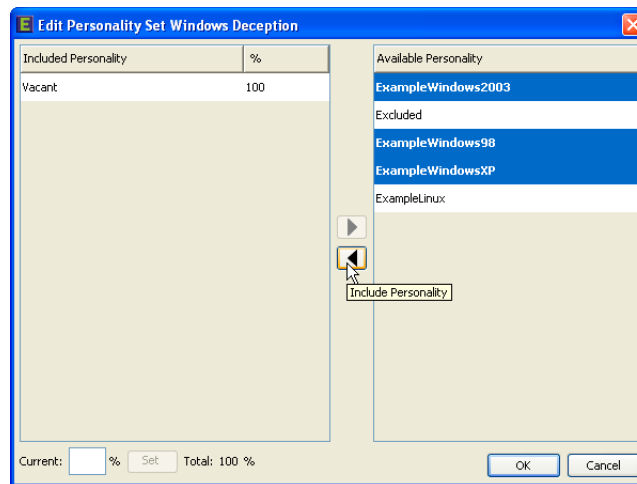 Edit Personality Set Windows Deception
Included Personality % Available Personality
Vacant 100 ExampleWindows2003
Excluded
ExampleWindows98
ExampleWindowsXP
ExampleLinux
Include Personality
Current: % Set Total: 100 % OK Cancel